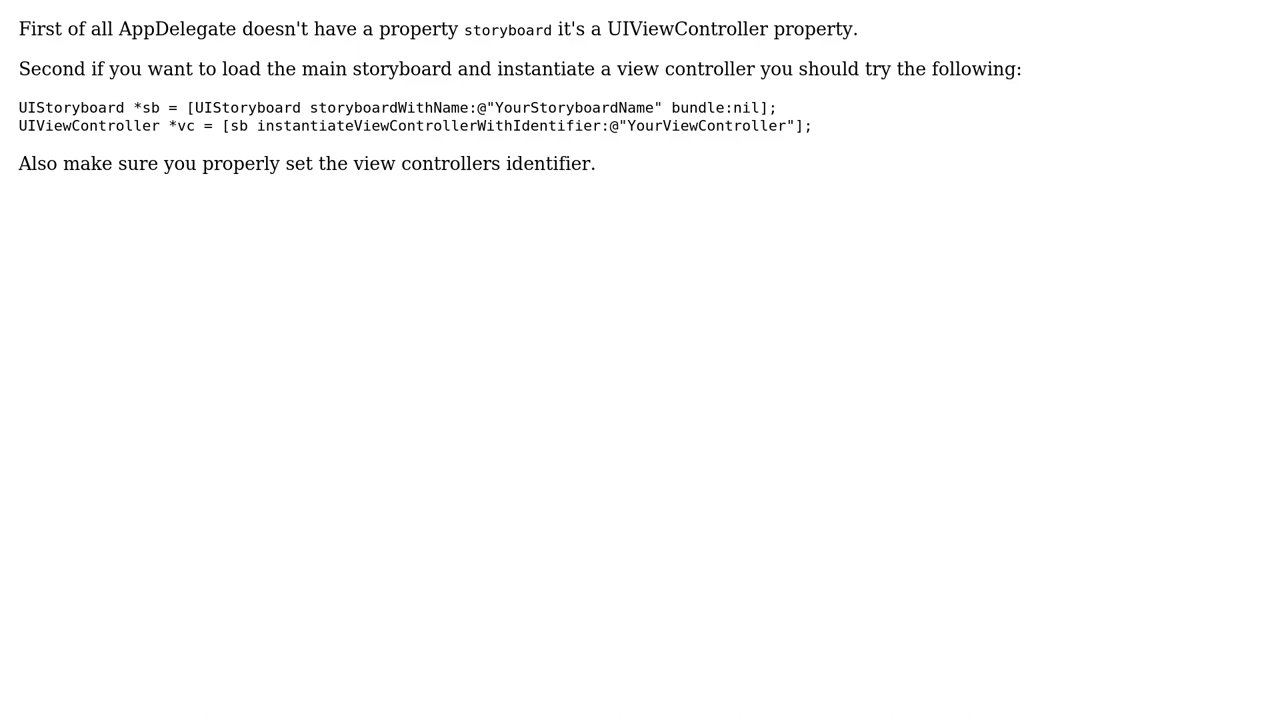 First of all AppDelegate doesn't have a property storyboard it's a UIViewController property.
Second if you want to load the main storyboard and instantiate a view controller you should try the following:
UIStoryboard *sb = [UIStoryboard storyboardWithName:@"YourStoryboardName" bundle:nil];
UIViewController *vc = [sb instantiateViewControllerWithIdentifier:@"YourViewController"];
Also make sure you properly set the view controllers identifier.